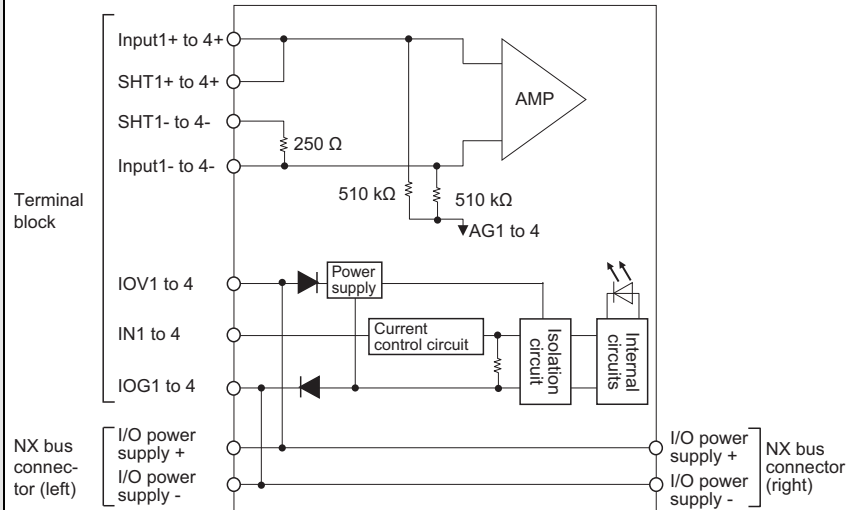 Terminal
block
Input1+ to 4+
SHT1+ to 4+
SHT1- to 4-
250 Ω
Input1- to 4-
AMP
510 kΩ
510 kΩ
AG1 to 4
IOV1 to 4
Power
supply
IN1 to 4
Current
control circuit
Isolation
circuit
Internal
circuits
IOG1 to 4
NX bus
connec-
tor (left)
I/O power
supply +
I/O power
supply -
I/O power
supply +
I/O power
supply -
NX bus
connector
(right)